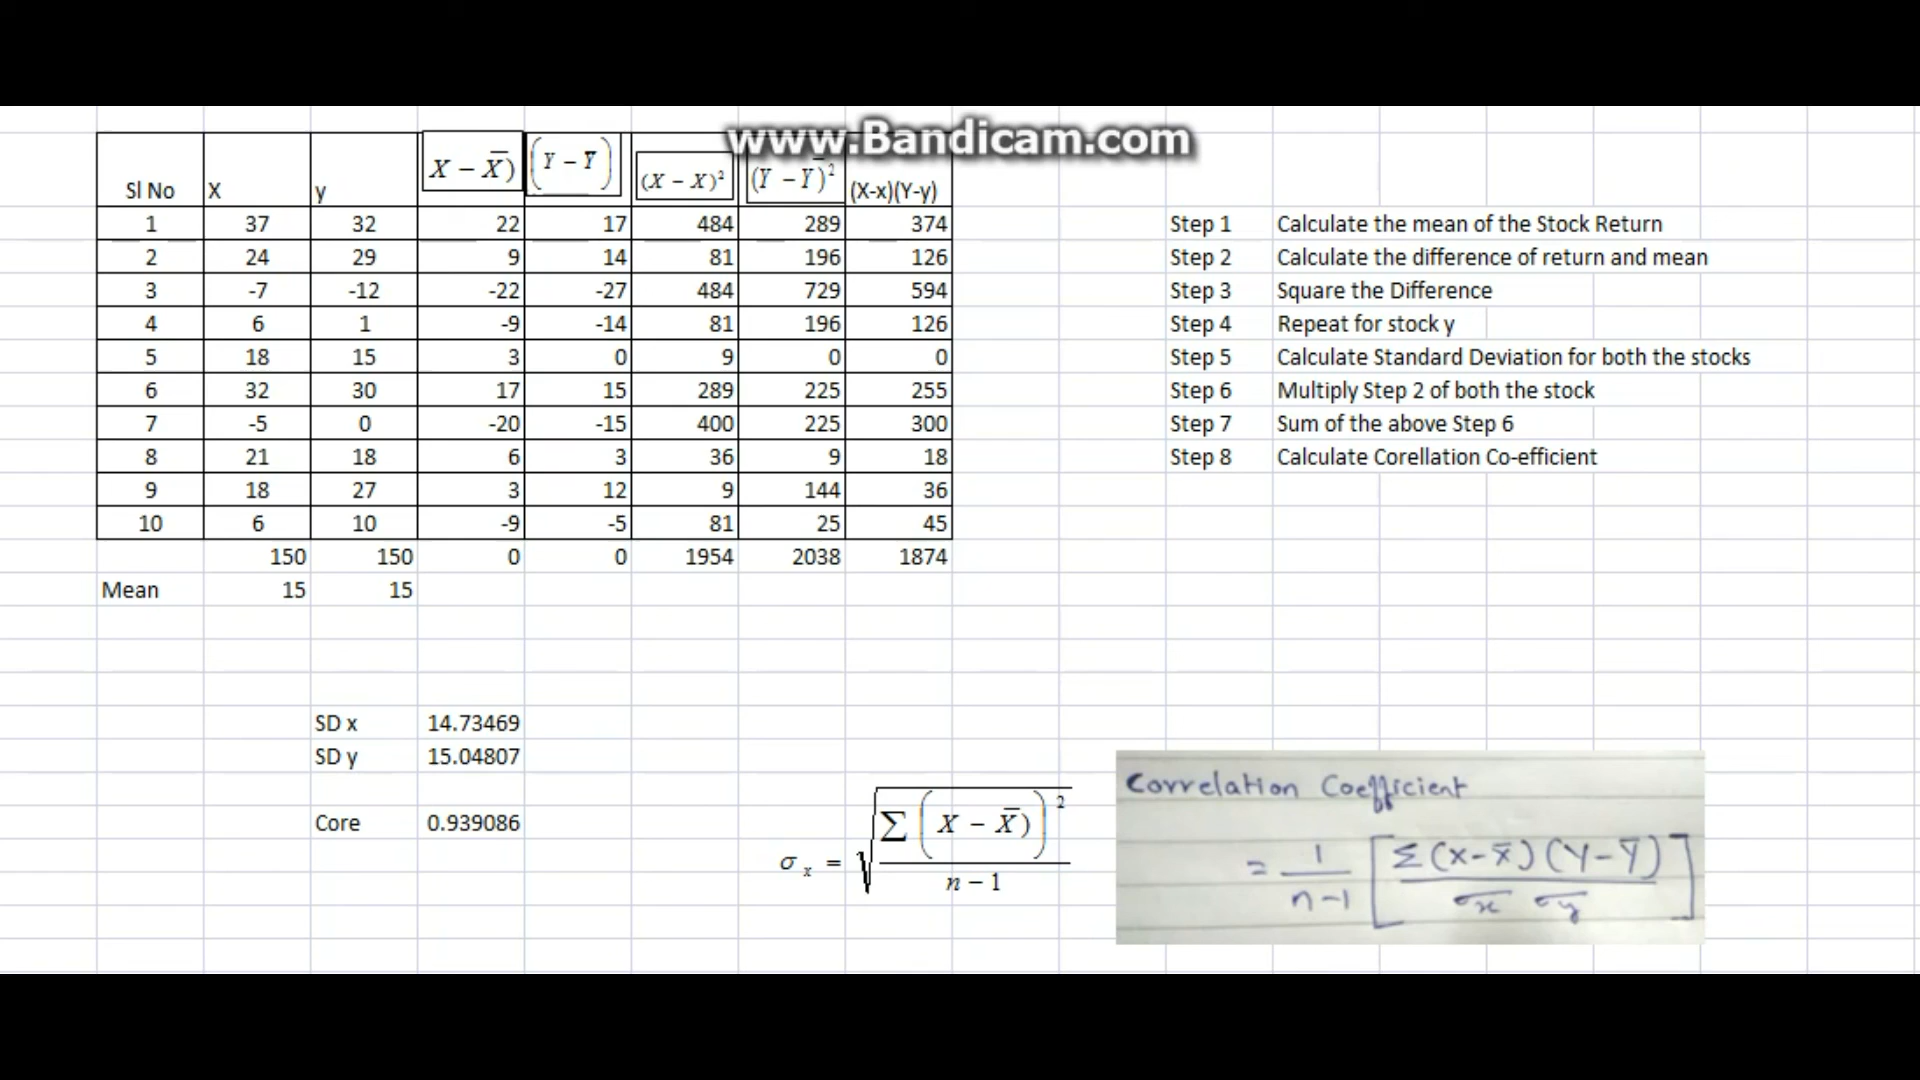 www.Bandicam.com
Sl No X y X − X̄) (Y − Ȳ) (X − X)² (Y − Ȳ)² (X-x)(Y-y)
1 37 32 22 17 484 289 374
2 24 29 9 14 81 196 126
3 -7 -12 -22 -27 484 729 594
4 6 1 -9 -14 81 196 126
5 18 15 3 0 9 0 0
6 32 30 17 15 289 225 255
7 -5 0 -20 -15 400 225 300
8 21 18 6 3 36 9 18
9 18 27 3 12 9 144 36
10 6 10 -9 -5 81 25 45
150 150 0 0 1954 2038 1874
Mean 15 15
Step 1 Calculate the mean of the Stock Return
Step 2 Calculate the difference of return and mean
Step 3 Square the Difference
Step 4 Repeat for stock y
Step 5 Calculate Standard Deviation for both the stocks
Step 6 Multiply Step 2 of both the stock
Step 7 Sum of the above Step 6
Step 8 Calculate Corellation Co-efficient
SD x 14.73469
SD y 15.04807
Core 0.939086
σ x = √ ∑ (X − X̄))² / n − 1
Correlation Coefficient
= 1 / n-1 [ Σ(X-x̄)(Y-Ȳ) / σx σy ]